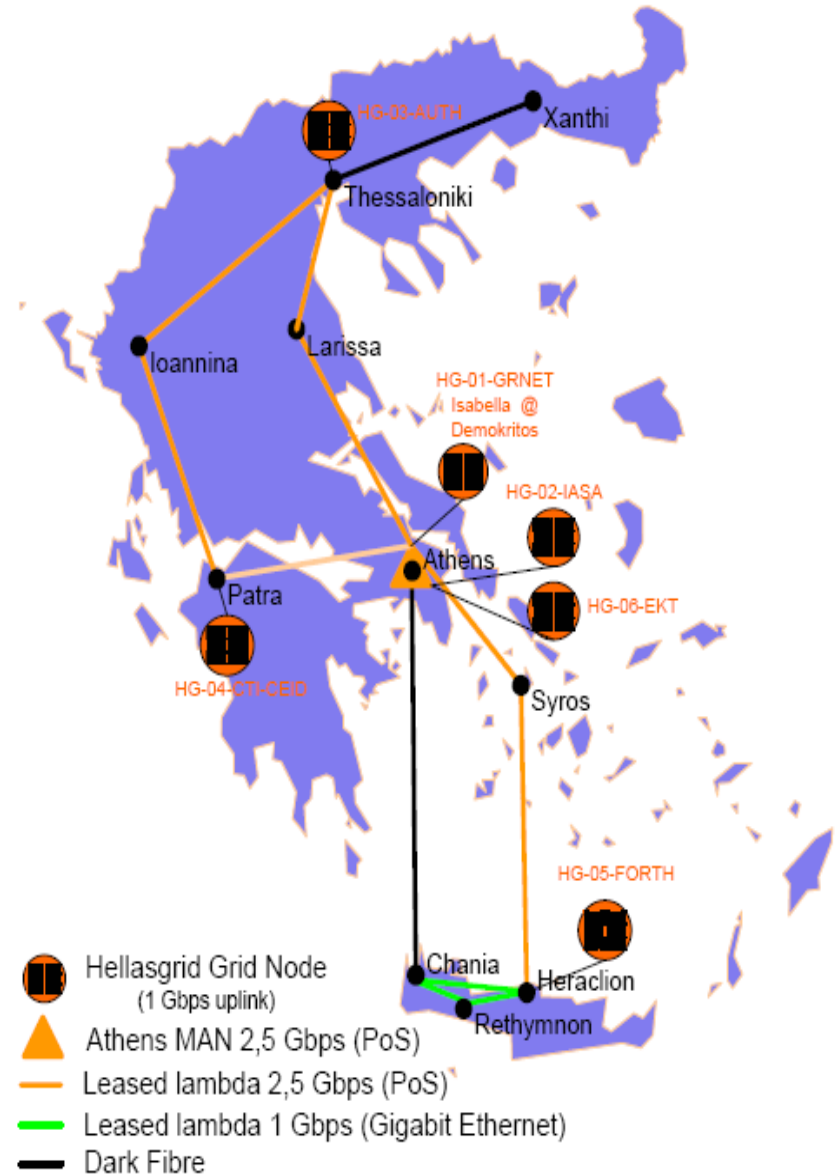 HG-03-AUTH
Xanthi
Thessaloniki
Larissa
Ioannina
HG-01-GRNET
Isabella @
Demokritos
HG-02-IASA
Athens
HG-06-EKT
Patra
HG-04-CTI-CEID
Syros
HG-05-FORTH
Chania
Heraclion
Rethymnon
Hellasgrid Grid Node
(1 Gbps uplink)
Athens MAN 2,5 Gbps (PoS)
Leased lambda 2,5 Gbps (PoS)
Leased lambda 1 Gbps (Gigabit Ethernet)
Dark Fibre